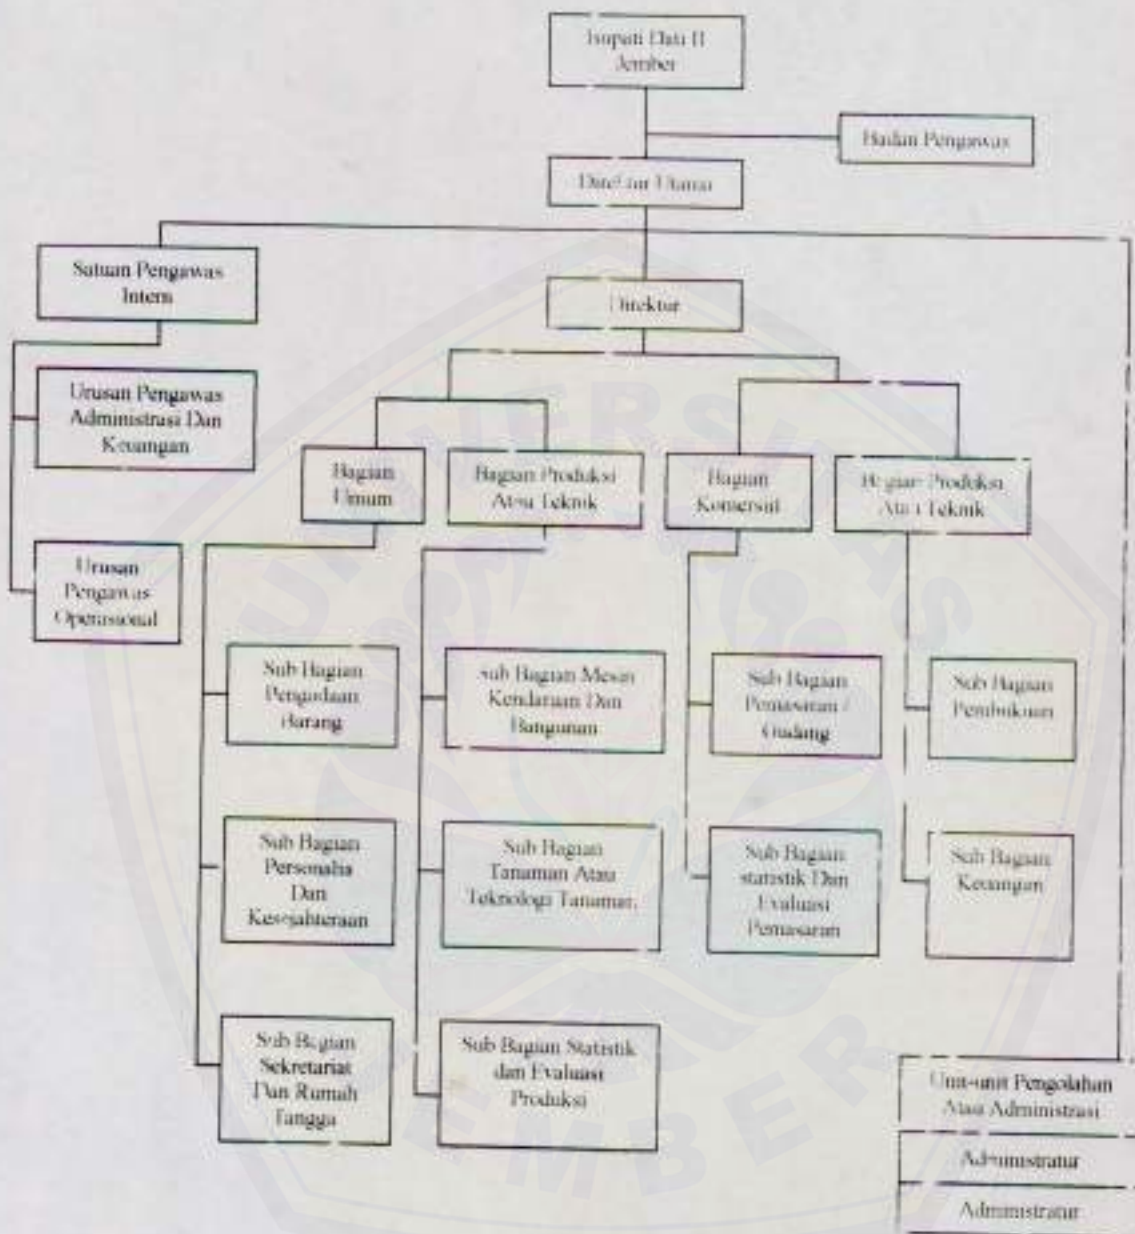 Bupati Dati II
Jember
Badan Pengawas
Direktur Utama
Satuan Pengawas
Intern
Direktur
Urusan Pengawas
Administrasi Dan
Keuangan
Bagian
Umum
Bagian Produksi
Atau Teknik
Bagian
Komersial
Bagian Produksi
Atau Teknik
Urusan
Pengawas
Operasional
Sub Bagian
Pengadaan
Barang
Sub Bagian Mesin
Kendaraan Dan
Bangunan
Sub Bagian
Pemasaran /
Gudang
Sub Bagian
Pembukuan
Sub Bagian
Personalia
Dan
Kesejahteraan
Sub Bagian
Tanaman Atau
Teknologi Tanaman
Sub Bagian
statistik Dan
Evaluasi
Pemasaran
Sub Bagian
Keuangan
Sub Bagian
Sekretariat
Dan Rumah
Tangga
Sub Bagian Statistik
dan Evaluasi
Produksi
Unit-unit Pengolahan
Atau Administrasi
Administratur
Administratur
UNIVERSITAS
JEMBER